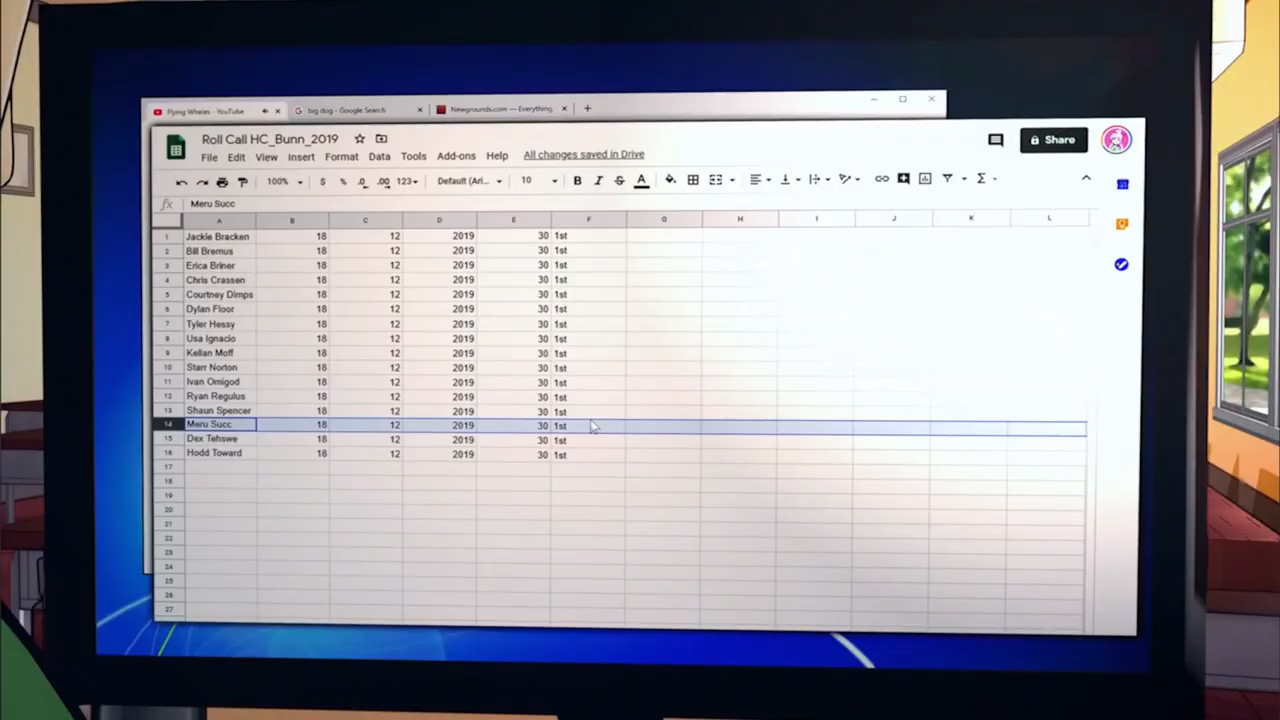 Flying Whales - YouTube big dog - Google Search Newgrounds.com — Everything,
Roll Call HC_Bunn_2019
File Edit View Insert Format Data Tools Add-ons Help All changes saved in Drive Share
100% $ % .0 .00 123 Default (Ari... 10 B I S A
fx Meru Succ
A B C D E F G H I J K L
1 Jackie Bracken 18 12 2019 30 1st
2 Bill Bremus 18 12 2019 30 1st
3 Erica Briner 18 12 2019 30 1st
4 Chris Crassen 18 12 2019 30 1st
5 Courtney Dimps 18 12 2019 30 1st
6 Dylan Floor 18 12 2019 30 1st
7 Tyler Hessy 18 12 2019 30 1st
8 Usa Ignacio 18 12 2019 30 1st
9 Kellan Moff 18 12 2019 30 1st
10 Starr Norton 18 12 2019 30 1st
11 Ivan Omigod 18 12 2019 30 1st
12 Ryan Regulus 18 12 2019 30 1st
13 Shaun Spencer 18 12 2019 30 1st
14 Meru Succ 18 12 2019 30 1st
15 Dex Tehswe 18 12 2019 30 1st
16 Hodd Toward 18 12 2019 30 1st
17
18
19
20
21
22
23
24
25
26
27